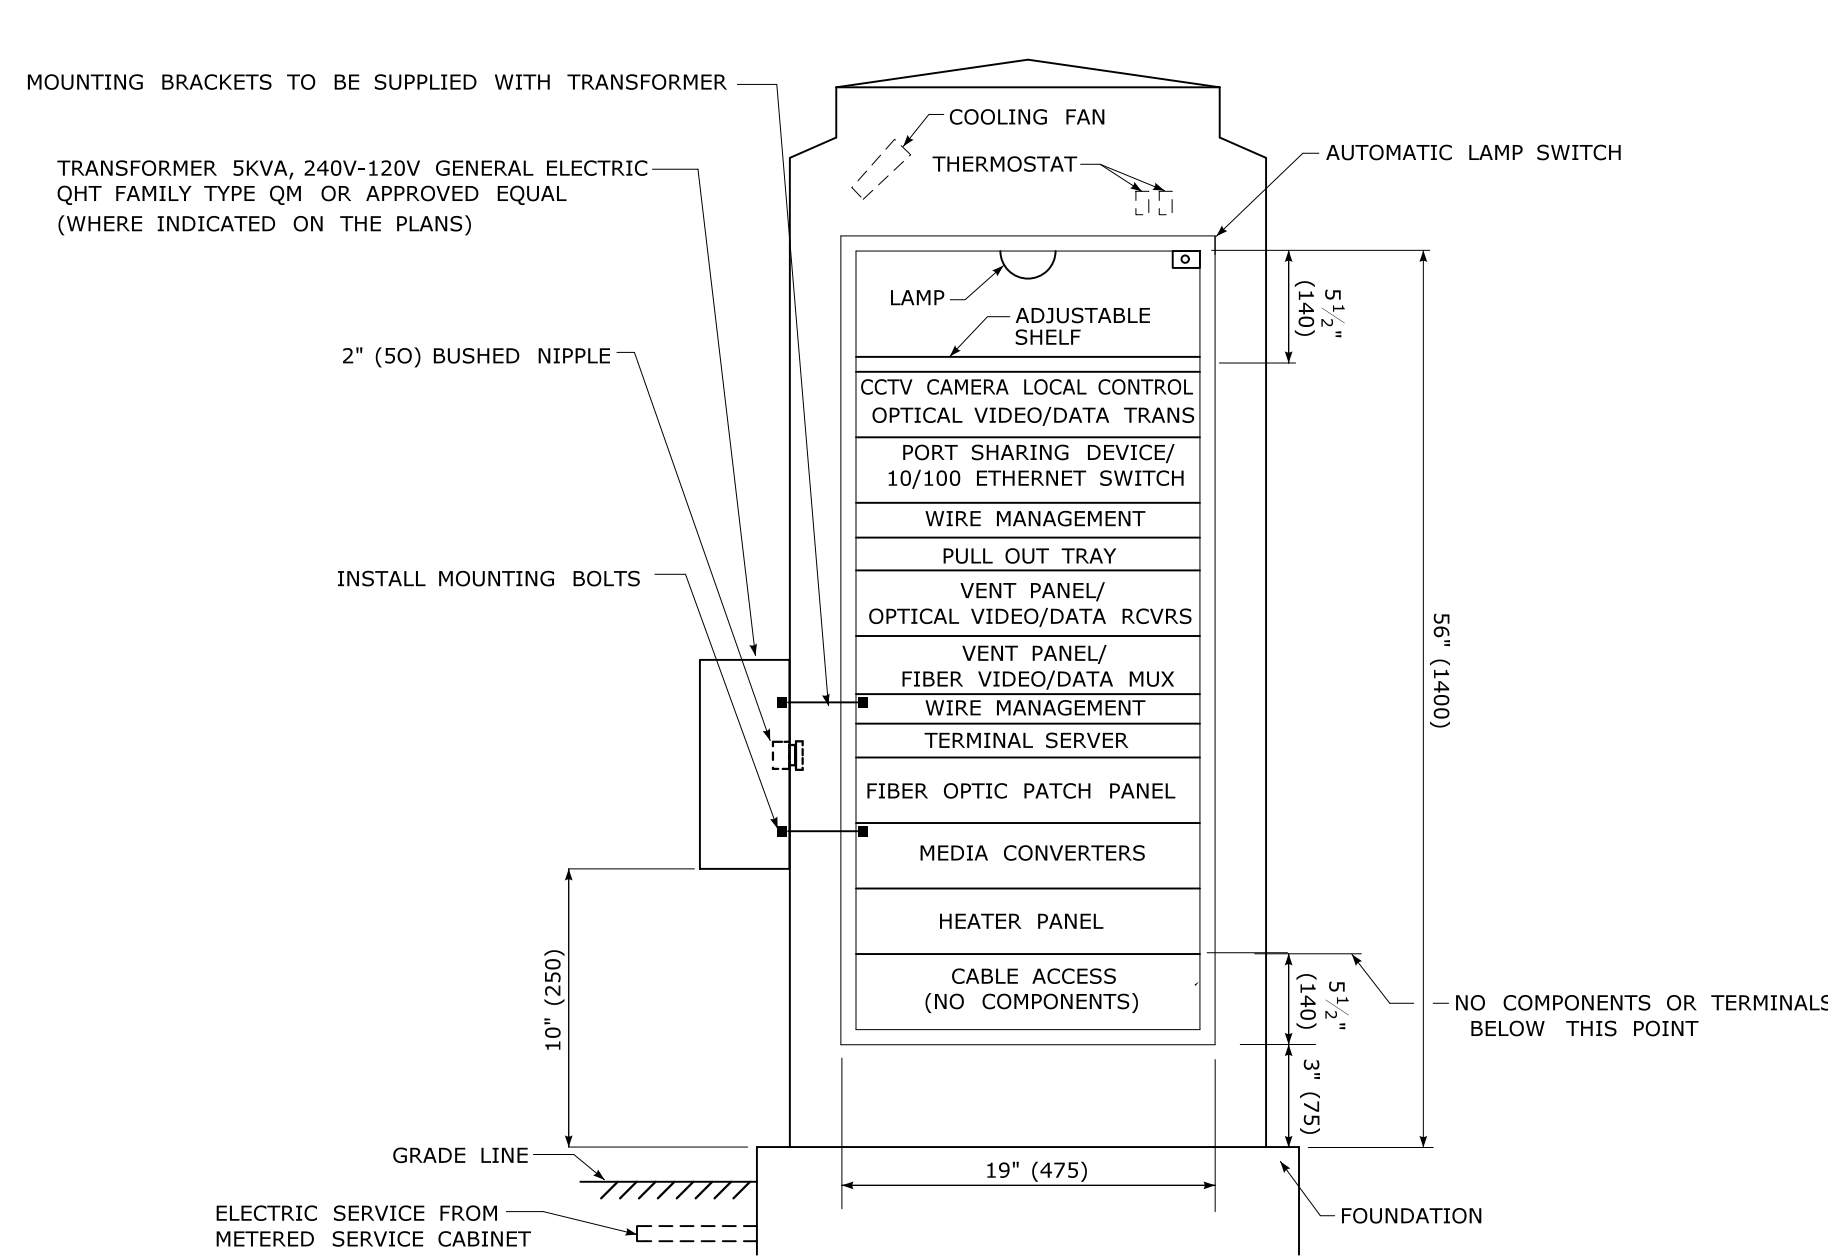 MOUNTING BRACKETS TO BE SUPPLIED WITH TRANSFORMER
COOLING FAN
THERMOSTAT
AUTOMATIC LAMP SWITCH
TRANSFORMER 5KVA, 240V-120V GENERAL ELECTRIC
QHT FAMILY TYPE QM OR APPROVED EQUAL
(WHERE INDICATED ON THE PLANS)
LAMP
ADJUSTABLE
SHELF
5 1/2"
(140)
2" (5O) BUSHED NIPPLE
CCTV CAMERA LOCAL CONTROL
OPTICAL VIDEO/DATA TRANS
PORT SHARING DEVICE/
10/100 ETHERNET SWITCH
WIRE MANAGEMENT
PULL OUT TRAY
INSTALL MOUNTING BOLTS
VENT PANEL/
OPTICAL VIDEO/DATA RCVRS
VENT PANEL/
FIBER VIDEO/DATA MUX
56" (1400)
WIRE MANAGEMENT
TERMINAL SERVER
FIBER OPTIC PATCH PANEL
MEDIA CONVERTERS
HEATER PANEL
CABLE ACCESS
(NO COMPONENTS)
10" (250)
5 1/2"
(140)
NO COMPONENTS OR TERMINALS
BELOW THIS POINT
3" (75)
GRADE LINE
19" (475)
ELECTRIC SERVICE FROM
METERED SERVICE CABINET
FOUNDATION